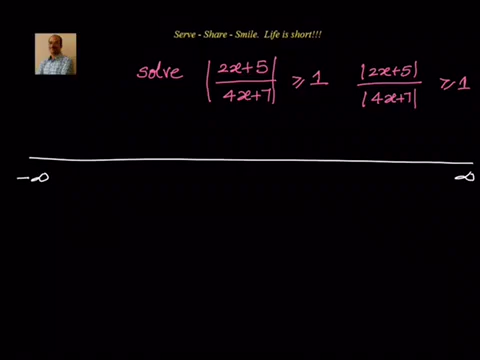 Serve - Share - Smile. Life is short!!!
solve |2x+5 / 4x+7| ≥ 1 |2x+5| / |4x+7| ≥ 1
-∞ ∞